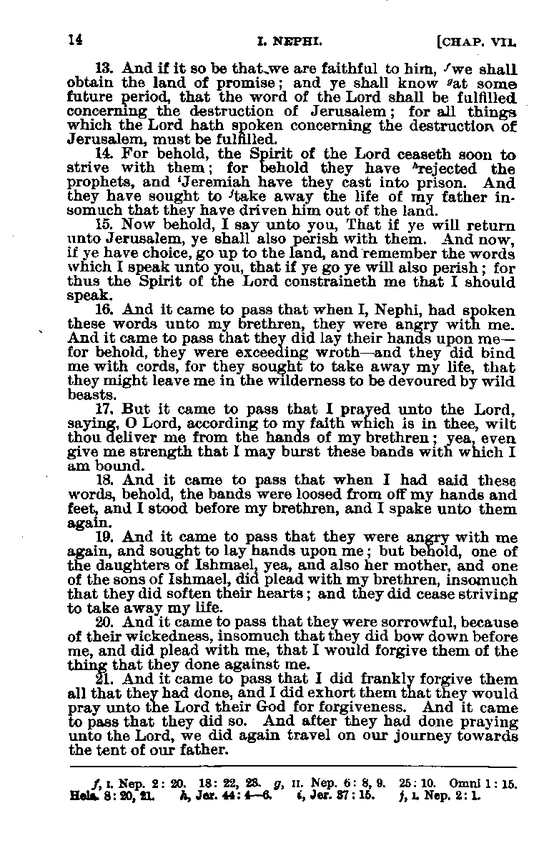 14 I. NEPHI. [CHAP. VII.
13. And if it so be that we are faithful to him, f we shall
obtain the land of promise; and ye shall know g at some
future period, that the word of the Lord shall be fulfilled
concerning the destruction of Jerusalem; for all things
which the Lord hath spoken concerning the destruction of
Jerusalem, must be fulfilled.
14. For behold, the Spirit of the Lord ceaseth soon to
strive with them; for behold they have h rejected the
prophets, and i Jeremiah have they cast into prison. And
they have sought to j take away the life of my father in-
somuch that they have driven him out of the land.
15. Now behold, I say unto you, That if ye will return
unto Jerusalem, ye shall also perish with them. And now,
if ye have choice, go up to the land, and remember the words
which I speak unto you, that if ye go ye will also perish; for
thus the Spirit of the Lord constraineth me that I should
speak.
16. And it came to pass that when I, Nephi, had spoken
these words unto my brethren, they were angry with me.
And it came to pass that they did lay their hands upon me—
for behold, they were exceeding wroth—and they did bind
me with cords, for they sought to take away my life, that
they might leave me in the wilderness to be devoured by wild
beasts.
17. But it came to pass that I prayed unto the Lord,
saying, O Lord, according to my faith which is in thee, wilt
thou deliver me from the hands of my brethren; yea, even
give me strength that I may burst these bands with which I
am bound.
18. And it came to pass that when I had said these
words, behold, the bands were loosed from off my hands and
feet, and I stood before my brethren, and I spake unto them
again.
19. And it came to pass that they were angry with me
again, and sought to lay hands upon me; but behold, one of
the daughters of Ishmael, yea, and also her mother, and one
of the sons of Ishmael, did plead with my brethren, insomuch
that they did soften their hearts; and they did cease striving
to take away my life.
20. And it came to pass that they were sorrowful, because
of their wickedness, insomuch that they did bow down before
me, and did plead with me, that I would forgive them of the
thing that they done against me.
21. And it came to pass that I did frankly forgive them
all that they had done, and I did exhort them that they would
pray unto the Lord their God for forgiveness. And it came
to pass that they did so. And after they had done praying
unto the Lord, we did again travel on our journey towards
the tent of our father.
f, I. Nep. 2: 20. 18: 22, 23. g, II. Nep. 6: 8, 9. 25: 10. Omni 1: 15.
Hela. 8: 20, 21. h, Jer. 44: 4—6. i, Jer. 37: 15. j, I. Nep. 2: 1.